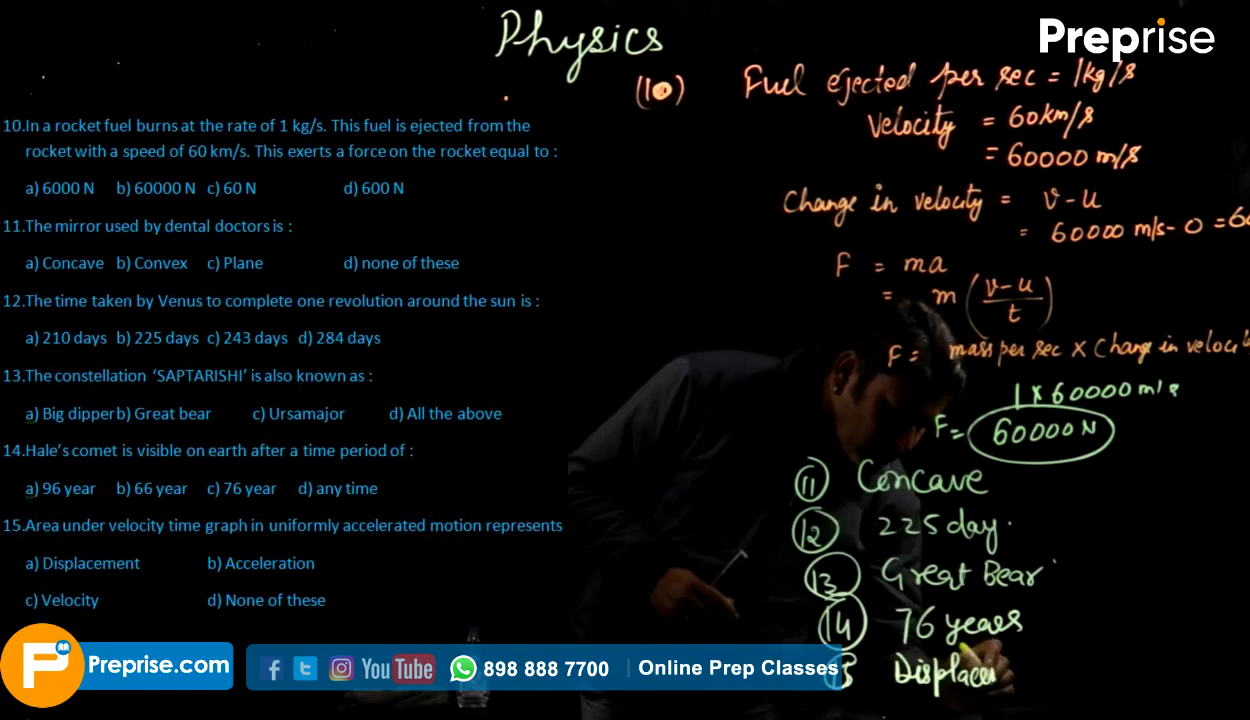 Physics
Preprise
10.In a rocket fuel burns at the rate of 1 kg/s. This fuel is ejected from the
rocket with a speed of 60 km/s. This exerts a force on the rocket equal to :
a) 6000 N b) 60000 N c) 60 N d) 600 N
11.The mirror used by dental doctors is :
a) Concave b) Convex c) Plane d) none of these
12.The time taken by Venus to complete one revolution around the sun is :
a) 210 days b) 225 days c) 243 days d) 284 days
13.The constellation ‘SAPTARISHI’ is also known as :
a) Big dipperb) Great bear c) Ursamajor d) All the above
14.Hale’s comet is visible on earth after a time period of :
a) 96 year b) 66 year c) 76 year d) any time
15.Area under velocity time graph in uniformly accelerated motion represents
a) Displacement b) Acceleration
c) Velocity d) None of these
(10) Fuel ejected per sec = 1kg/s
Velocity = 60km/s
= 60000 m/s
Change in velocity = v - u
= 60000 m/s - 0 = 60
F = ma
= m (v-u/t)
F = mass per sec x Change in veloci
1 x 60000 m/s
F = 60000 N
11 Concave
12 225 day.
13 Great Bear
14 76 years
Displacem
P
Preprise.com
YouTube
898 888 7700
Online Prep Classes